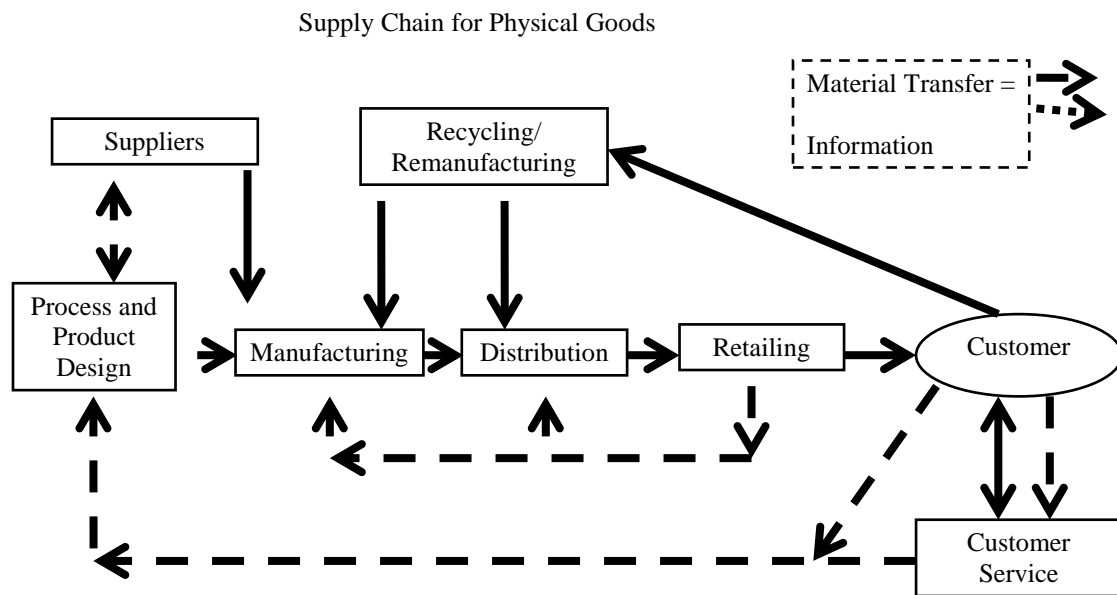 Supply Chain for Physical Goods
Material Transfer =
Information
Suppliers
Recycling/
Remanufacturing
Process and
Product
Design
Manufacturing
Distribution
Retailing
Customer
Customer
Service